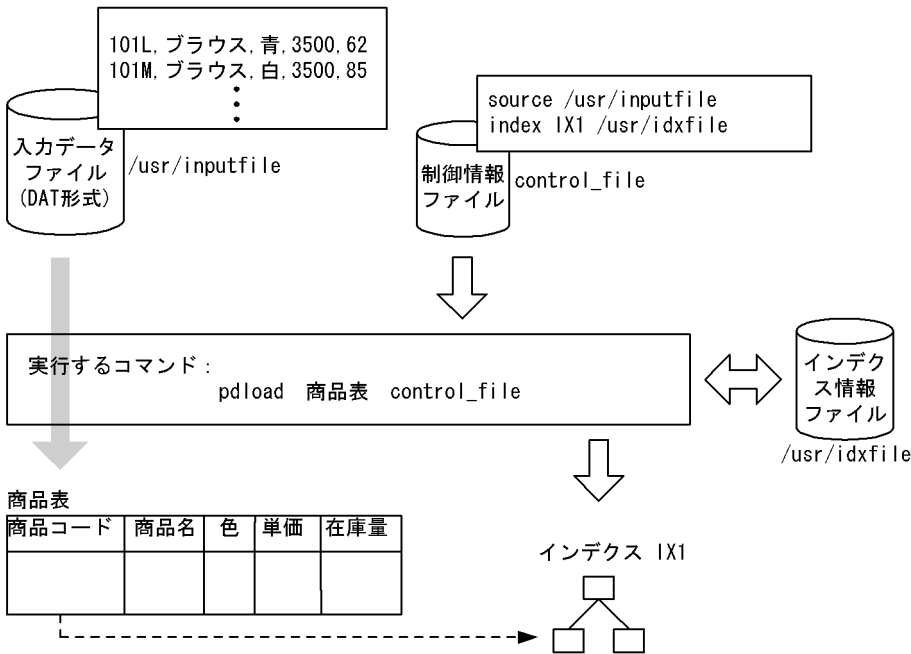 101L,ブラウス,青,3500,62
101M,ブラウス,白,3500,85
入力データ
ファイル
(DAT形式)
/usr/inputfile
source /usr/inputfile
index IX1 /usr/idxfile
制御情報
ファイル
control_file
実行するコマンド：
pdload 商品表 control_file
インデク
ス情報
ファイル
/usr/idxfile
商品表
商品コード 商品名 色 単価 在庫量
インデクス IX1